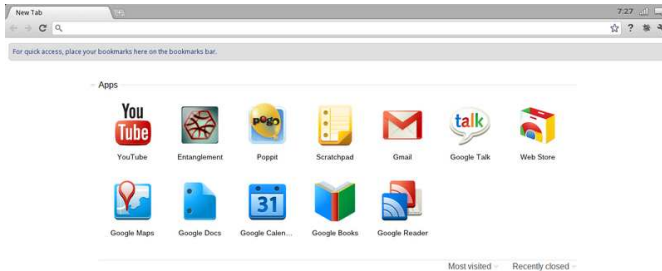 New Tab
7:27
For quick access, place your bookmarks here on the bookmarks bar.
Apps
You
Tube
pogo
talk
YouTube
Entanglement
Poppit
Scratchpad
Gmail
Google Talk
Web Store
31
Google Maps
Google Docs
Google Calen...
Google Books
Google Reader
Most visited
Recently closed